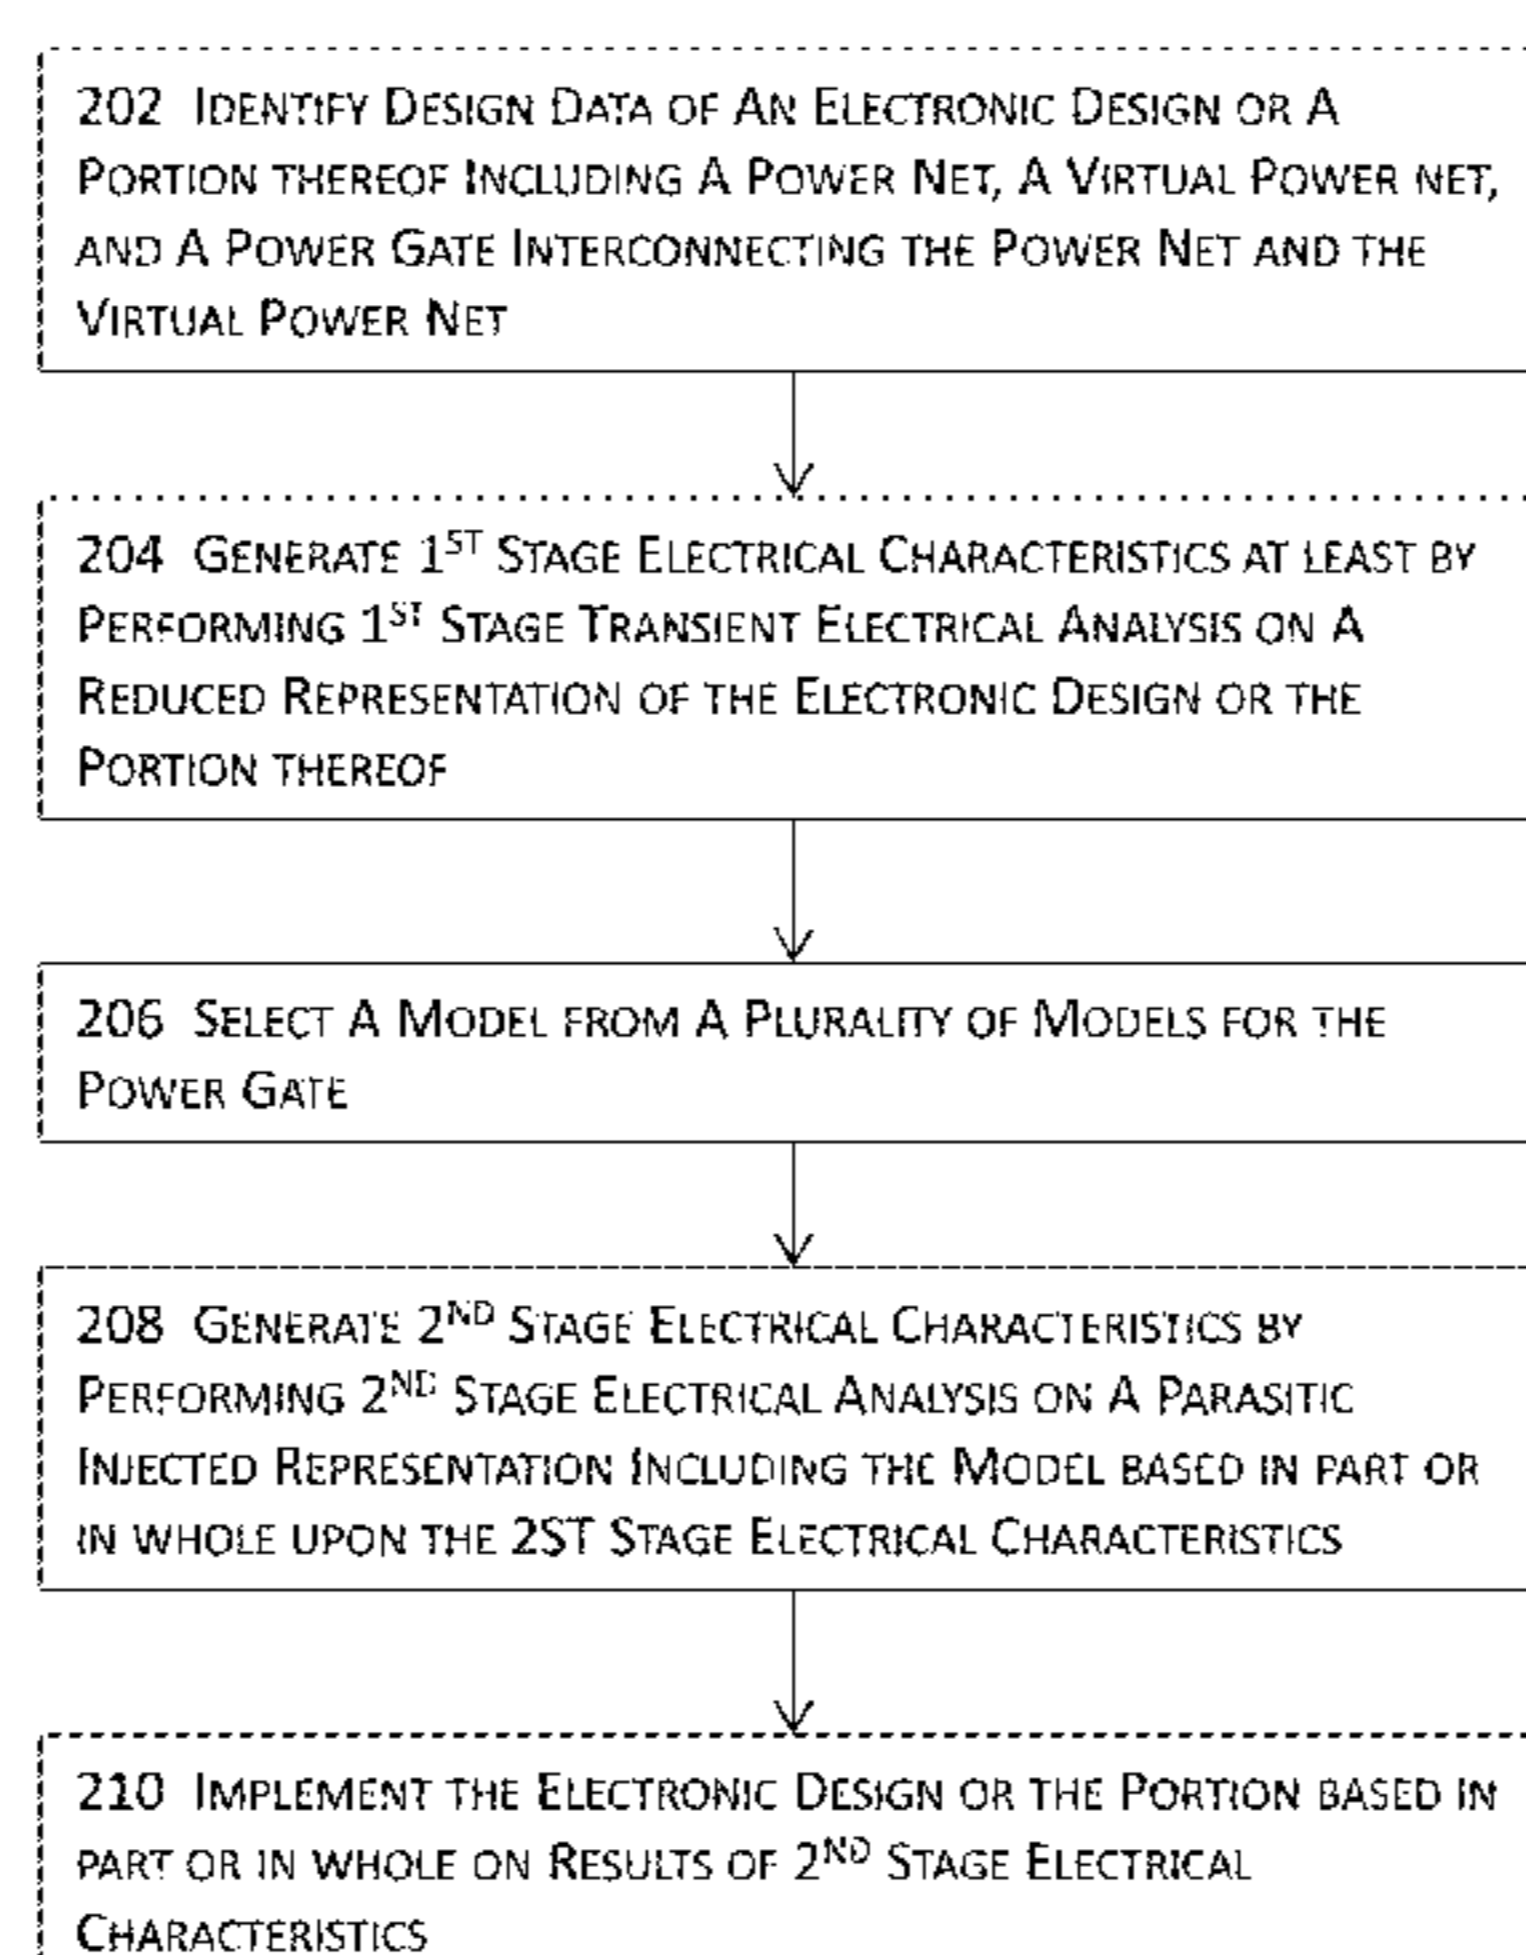 202 IDENTIFY DESIGN DATA OF AN ELECTRONIC DESIGN OR A
PORTION THEREOF INCLUDING A POWER NET, A VIRTUAL POWER NET,
AND A POWER GATE INTERCONNECTING THE POWER NET AND THE
VIRTUAL POWER NET
204 GENERATE 1ST STAGE ELECTRICAL CHARACTERISTICS AT LEAST BY
PERFORMING 1ST STAGE TRANSIENT ELECTRICAL ANALYSIS ON A
REDUCED REPRESENTATION OF THE ELECTRONIC DESIGN OR THE
PORTION THEREOF
206 SELECT A MODEL FROM A PLURALITY OF MODELS FOR THE
POWER GATE
208 GENERATE 2ND STAGE ELECTRICAL CHARACTERISTICS BY
PERFORMING 2ND STAGE ELECTRICAL ANALYSIS ON A PARASITIC
INJECTED REPRESENTATION INCLUDING THE MODEL BASED IN PART OR
IN WHOLE UPON THE 2ST STAGE ELECTRICAL CHARACTERISTICS
210 IMPLEMENT THE ELECTRONIC DESIGN OR THE PORTION BASED IN
PART OR IN WHOLE ON RESULTS OF 2ND STAGE ELECTRICAL
CHARACTERISTICS